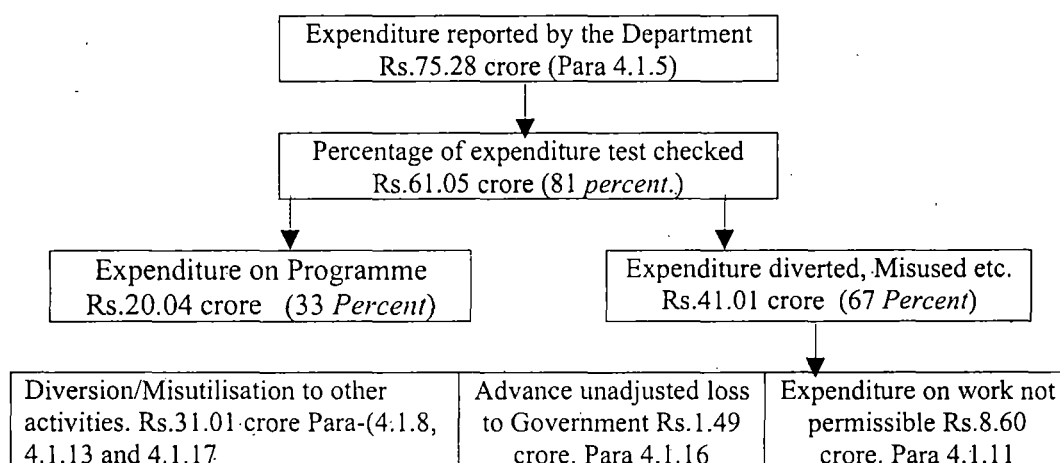 Expenditure reported by the Department
Rs.75.28 crore (Para 4.1.5)
Percentage of expenditure test checked
Rs.61.05 crore (81 percent.)
Expenditure on Programme
Rs.20.04 crore (33 Percent)
Expenditure diverted, Misused etc.
Rs.41.01 crore (67 Percent)
Diversion/Misutilisation to other
activities. Rs.31.01 crore Para-(4.1.8,
4.1.13 and 4.1.17
Advance unadjusted loss
to Government Rs.1.49
crore. Para 4.1.16
Expenditure on work not
permissible Rs.8.60
crore. Para 4.1.11